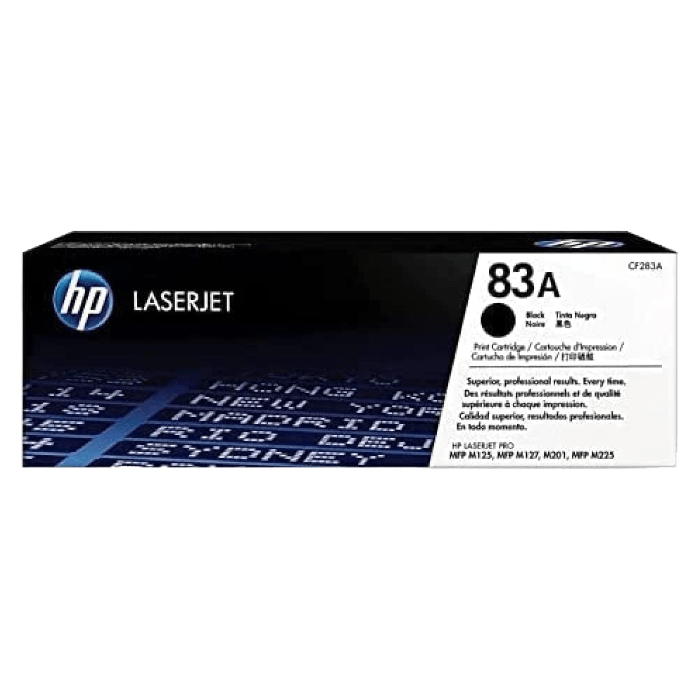 hp
LASERJET
83A
CF283A
Black Tinta Negra
Noire 黑色
Print Cartridge / Cartouche d'Impression /
Cartucho de Impresión / 打印硒鼓
Superior, professional results. Every time.
Des résultats professionnels et de qualité
supérieure à chaque impression.
Calidad superior, resultados profesionales.
En todo momento.
HP LASERJET PRO
MFP M125, MFP M127, M201, MFP M225
NEW YORK
MADRID
RIO DE
SYDNEY